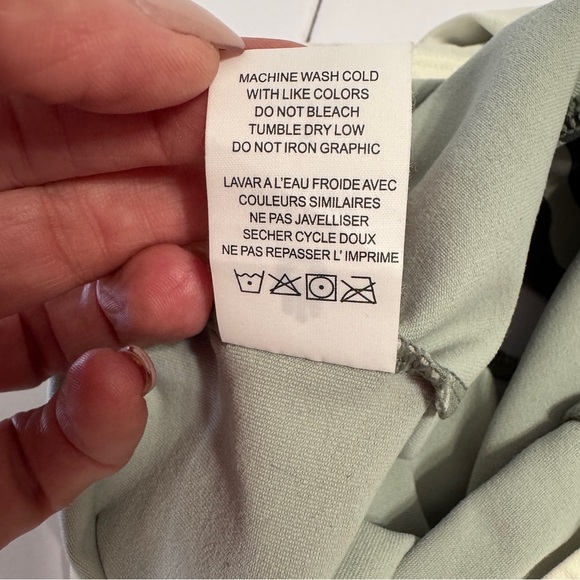 MACHINE WASH COLD
WITH LIKE COLORS
DO NOT BLEACH
TUMBLE DRY LOW
DO NOT IRON GRAPHIC
LAVAR A L'EAU FROIDE AVEC
COULEURS SIMILAIRES
NE PAS JAVELLISER
SECHER CYCLE DOUX
NE PAS REPASSER L' IMPRIME